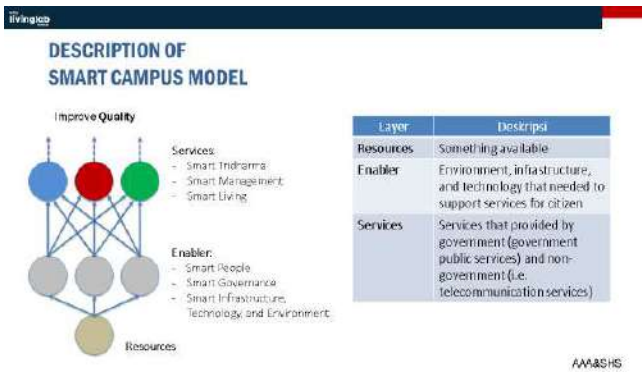 livinglab
DESCRIPTION OF
SMART CAMPUS MODEL
Improve Quality
Services:
- Smart Tridharma
- Smart Management
- Smart Living
Enabler:
- Smart People
- Smart Governance
- Smart Infrastructure,
Technology, and Environment
Resources
Layer Deskripsi
Resources Something available
Enabler Environment, infrastructure,
and technology that needed to
support services for citizen
Services Services that provided by
government (government
public services) and non-
government (i.e.
telecommunication services)
AAA&SHS